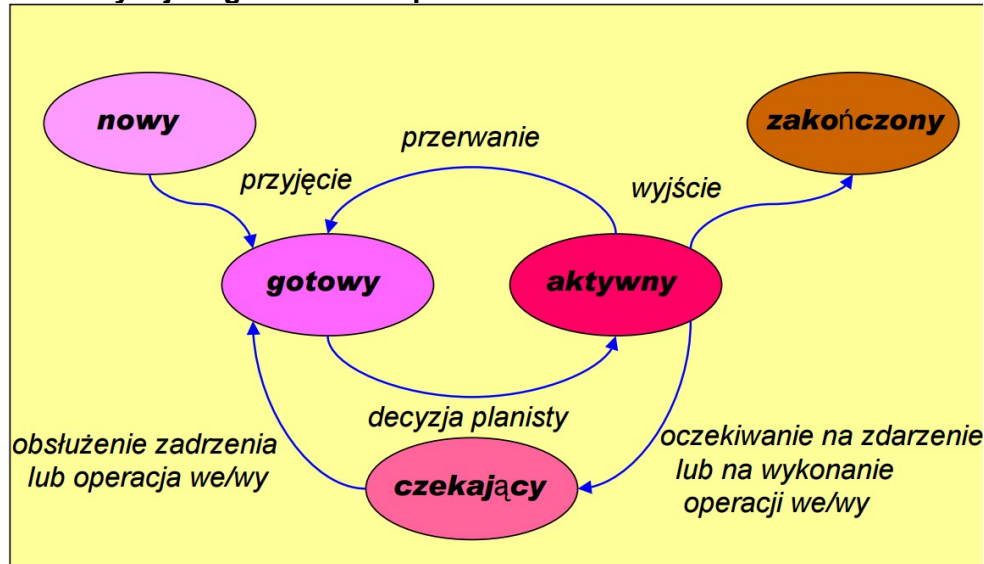 nowy
zakończony
przerwanie
przyjęcie
wyjście
gotowy
aktywny
decyzja planisty
obsłużenie zadrzenia
lub operacja we/wy
czekający
oczekiwanie na zdarzenie
lub na wykonanie
operacji we/wy